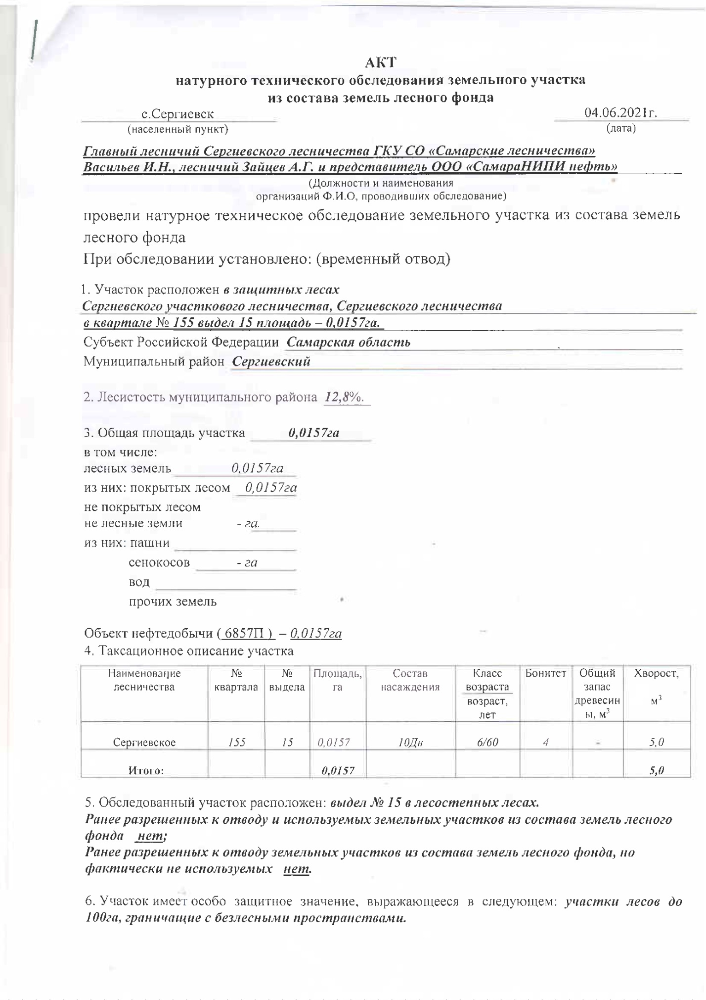 АКТ
натурного технического обследования земельного участка
из состава земель лесного фонда
с.Сергиевск 04.06.2021г.
(населенный пункт) (дата)
Главный лесничий Сергиевского лесничества ГКУ СО «Самарские лесничества»
Васильев И.Н., лесничий Зайцев А.Г. и представитель ООО «СамараНИПИ нефть»
(Должности и наименования
организаций Ф.И.О, проводивших обследование)
провели натурное техническое обследование земельного участка из состава земель
лесного фонда
При обследовании установлено: (временный отвод)
1. Участок расположен в защитных лесах
Сергиевского участкового лесничества, Сергиевского лесничества
в квартале № 155 выдел 15 площадь – 0,0157га.
Субъект Российской Федерации Самарская область
Муниципальный район Сергиевский
2. Лесистость муниципального района 12,8%.
3. Общая площадь участка 0,0157га
в том числе:
лесных земель 0,0157га
из них: покрытых лесом 0,0157га
не покрытых лесом
не лесные земли - га.
из них: пашни
сенокосов - га
вод
прочих земель
Объект нефтедобычи ( 6857П ) – 0,0157га
4. Таксационное описание участка
Наименование № № Площадь, Состав Класс Бонитет Общий Хворост,
лесничества квартала выдела га насаждения возраста запас
возраст, древесин м³
лет ы, м³
Сергиевское 155 15 0,0157 10Дн 6/60 4 - 5,0
Итого: 0,0157 5,0
5. Обследованный участок расположен: выдел № 15 в лесостепных лесах.
Ранее разрешенных к отводу и используемых земельных участков из состава земель лесного
фонда нет;
Ранее разрешенных к отводу земельных участков из состава земель лесного фонда, но
фактически не используемых нет.
6. Участок имеет особо защитное значение, выражающееся в следующем: участки лесов до
100га, граничащие с безлесными пространствами.